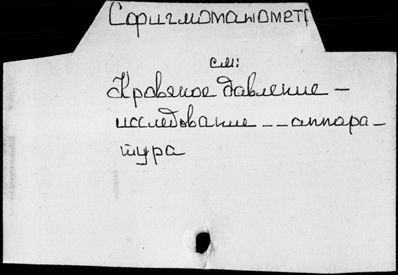 Сфигмоманометр
см:
Кровяное давление –
исследование -- аппара-
тура